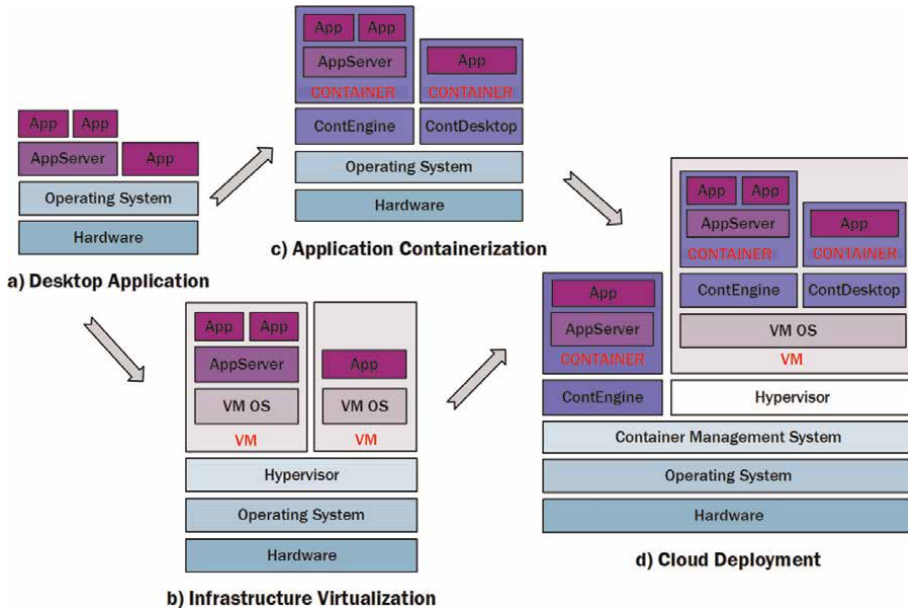 App App
AppServer
App
Operating System
Hardware
a) Desktop Application
App App
AppServer
CONTAINER
App
CONTAINER
ContEngine
ContDesktop
Operating System
Hardware
c) Application Containerization
App App
AppServer
VM OS
VM
App
VM OS
VM
Hypervisor
Operating System
Hardware
b) Infrastructure Virtualization
App
AppServer
CONTAINER
ContEngine
App App
AppServer
CONTAINER
App
CONTAINER
ContEngine
ContDesktop
VM OS
VM
Hypervisor
Container Management System
Operating System
Hardware
d) Cloud Deployment